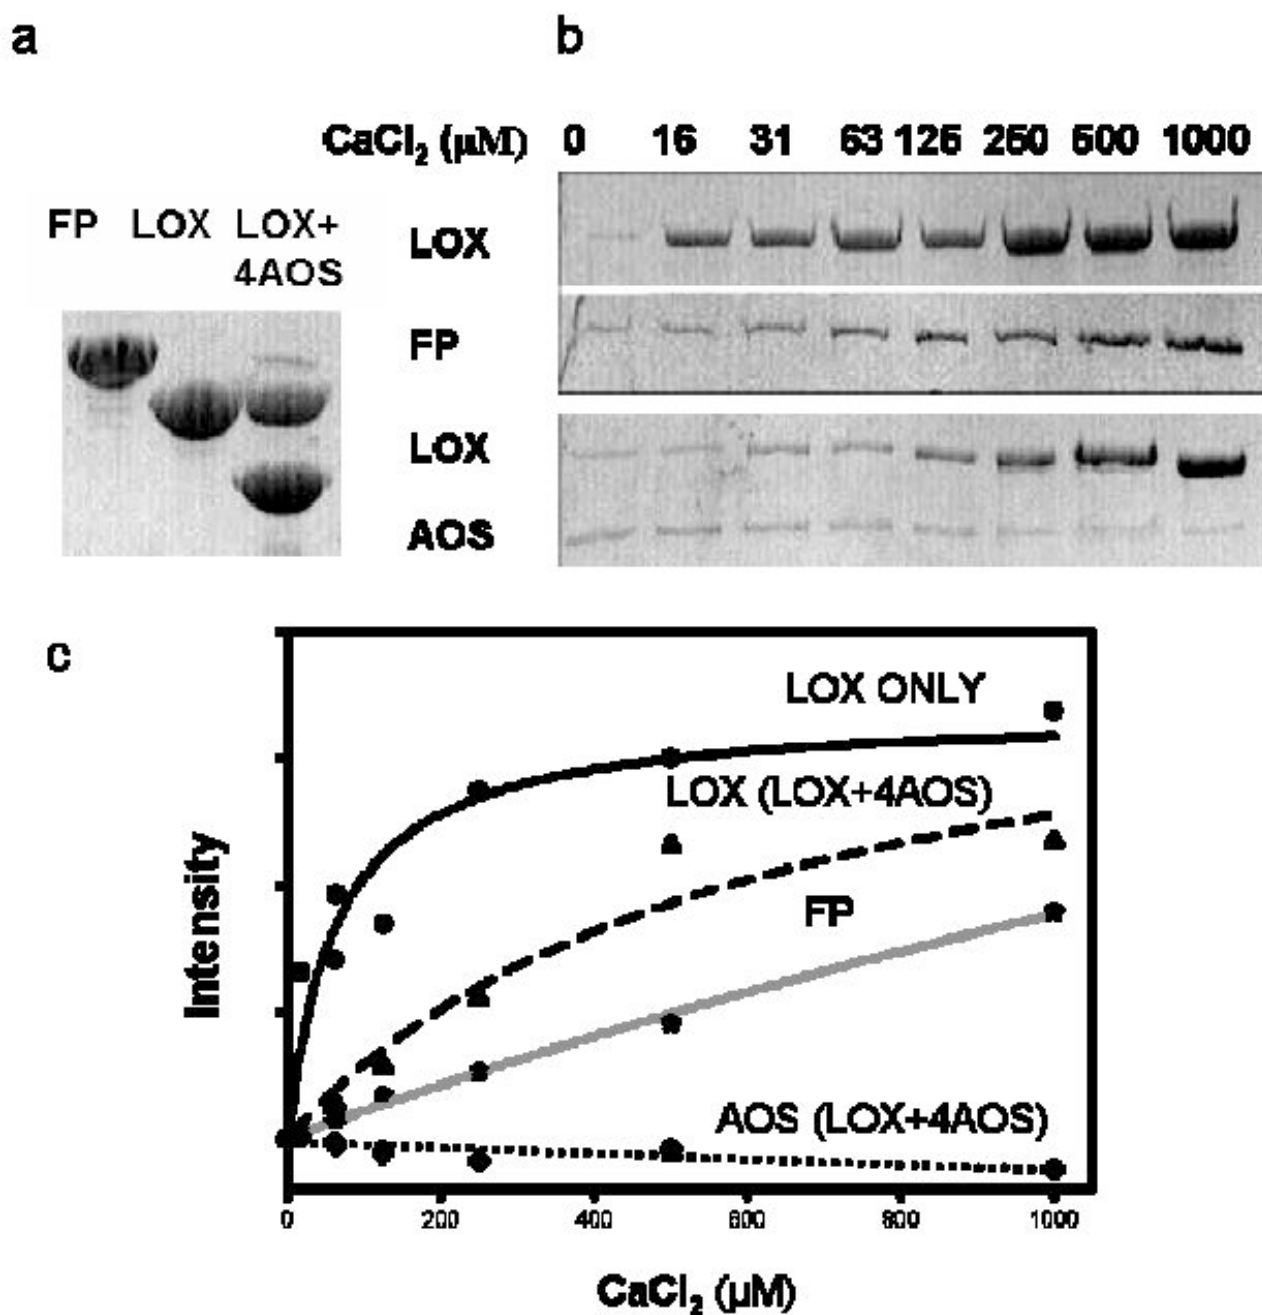 a
b
CaCl₂ (μM) 0 16 31 63 125 250 500 1000
FP LOX LOX+
4AOS
LOX
FP
LOX
AOS
c
LOX ONLY
LOX (LOX+4AOS)
FP
AOS (LOX+4AOS)
Intensity
0 200 400 600 800 1000
CaCl₂ (μM)